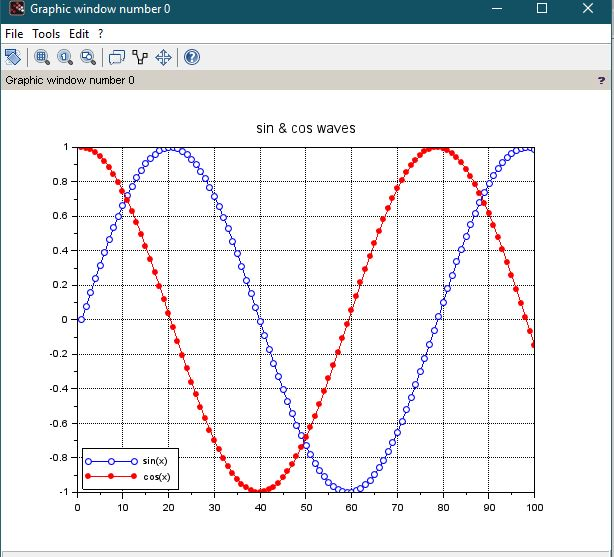 Graphic window number 0
File Tools Edit ?
Graphic window number 0 ?
sin & cos waves
1
0.8
0.6
0.4
0.2
0
-0.2
-0.4
-0.6
-0.8
-1
sin(x)
cos(x)
0 10 20 30 40 50 60 70 80 90 100